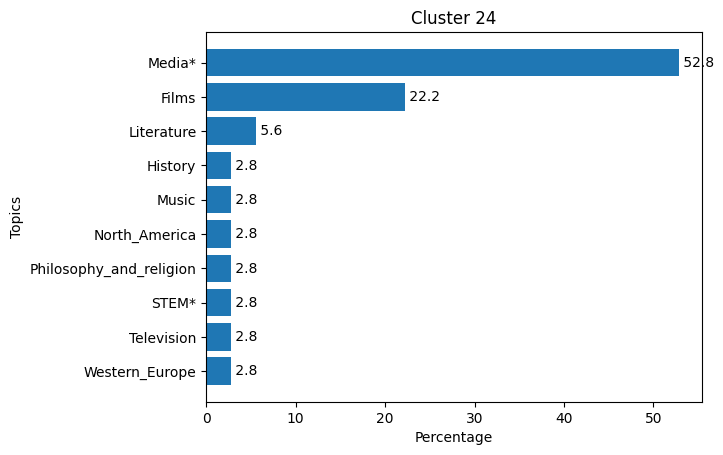 Cluster 24
Media* 52.8
Films 22.2
Literature 5.6
History 2.8
Music 2.8
North_America 2.8
Philosophy_and_religion 2.8
STEM* 2.8
Television 2.8
Western_Europe 2.8
Topics
0 10 20 30 40 50
Percentage